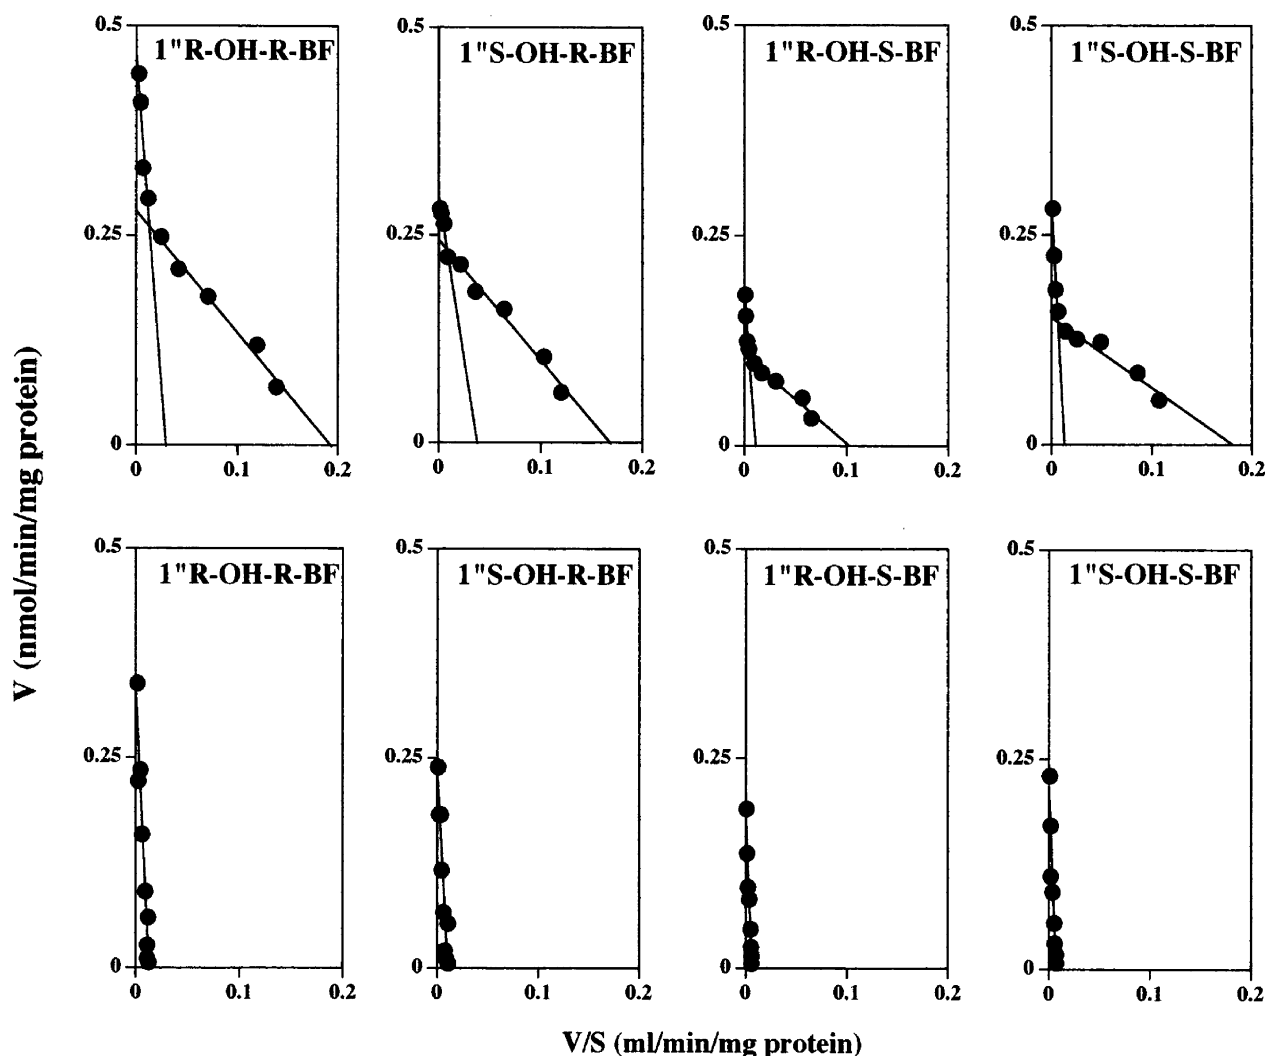 0.5 0.5 0.5 0.5
1"R-OH-R-BF 1"S-OH-R-BF 1"R-OH-S-BF 1"S-OH-S-BF
0.25 0.25 0.25 0.25
0 0 0 0
0 0.1 0.2 0 0.1 0.2 0 0.1 0.2 0 0.1 0.2
V (nmol/min/mg protein)
0.5 0.5 0.5 0.5
1"R-OH-R-BF 1"S-OH-R-BF 1"R-OH-S-BF 1"S-OH-S-BF
0.25 0.25 0.25 0.25
0 0 0 0
0 0.1 0.2 0 0.1 0.2 0 0.1 0.2 0 0.1 0.2
V/S (ml/min/mg protein)